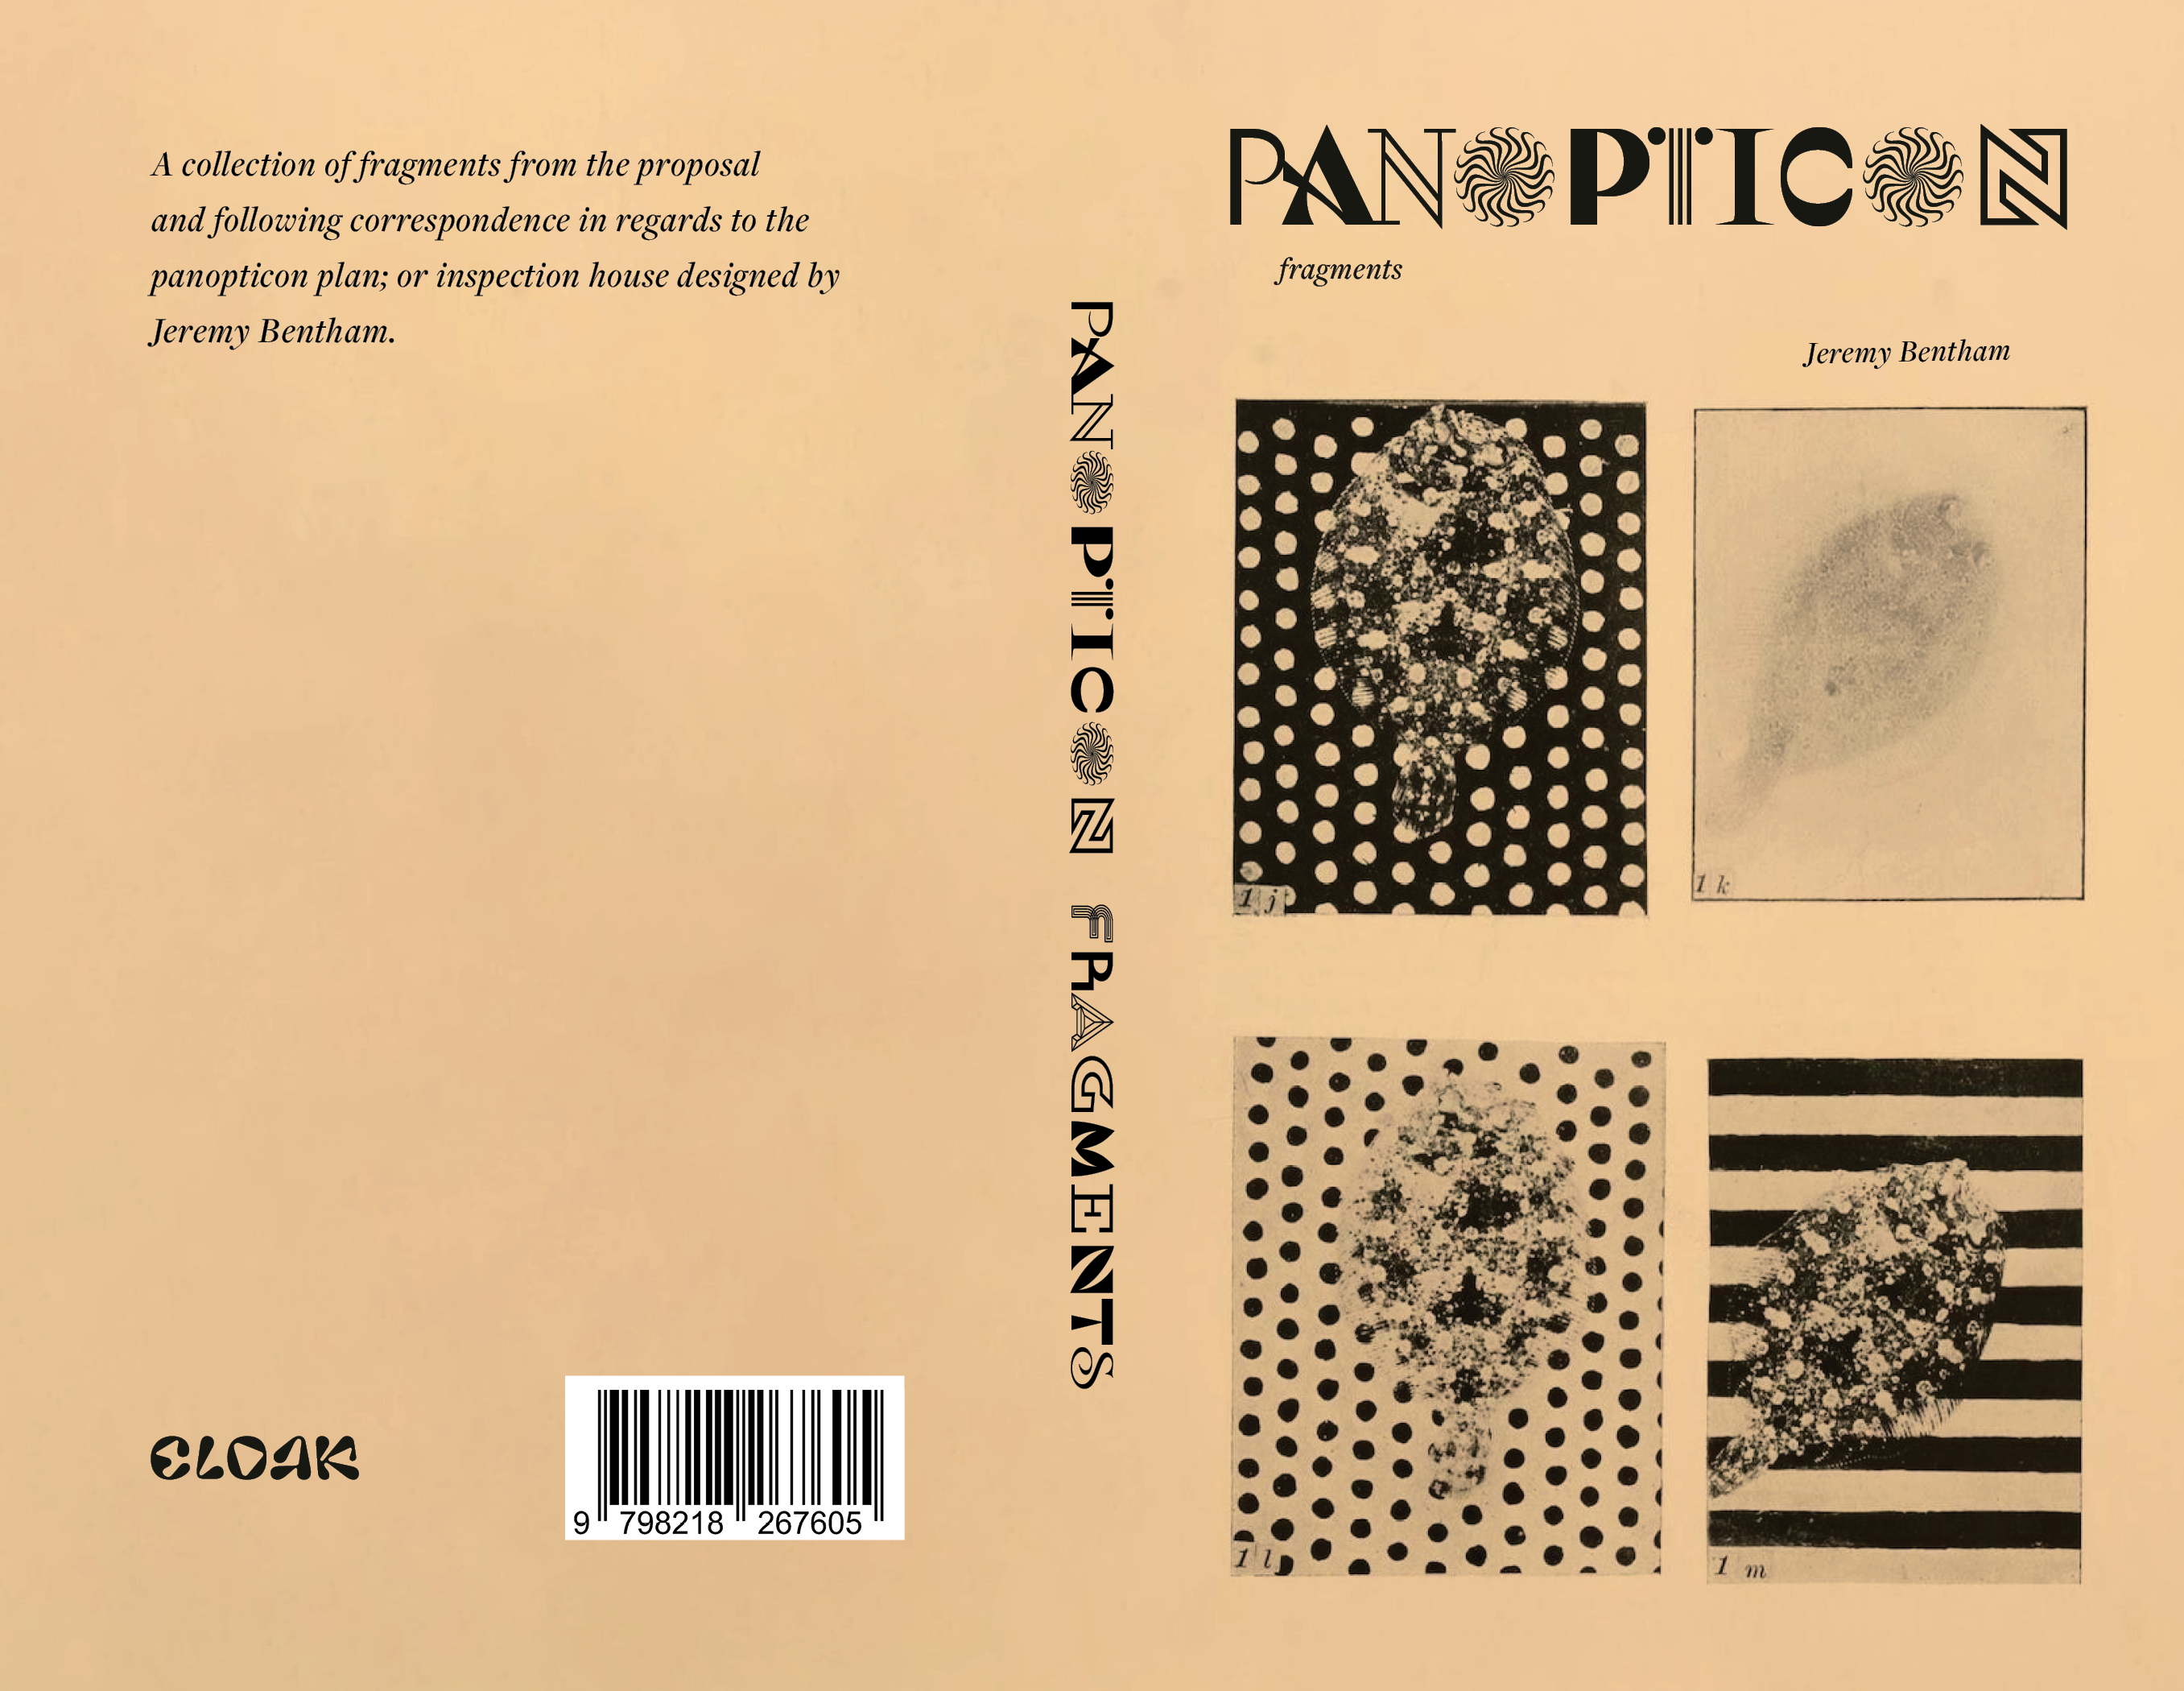 A collection of fragments from the proposal
and following correspondence in regards to the
panopticon plan; or inspection house designed by
Jeremy Bentham.
CLOAK
9 798218 267605
PANOPTICON FRAGMENTS
PANOPTICON
fragments
Jeremy Bentham
1 j
1 k
1 l
1 m